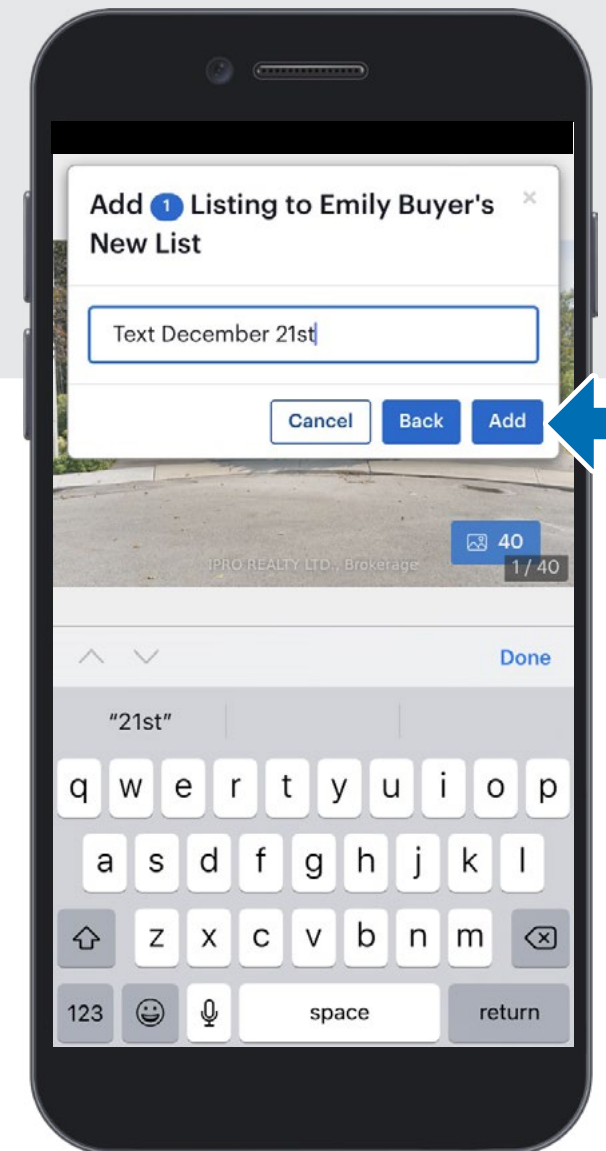 Add 1 Listing to Emily Buyer's ×
New List
Text December 21st
Cancel Back Add
40
IPRO REALTY LTD., Brokerage
1 / 40
Done
"21st"
q w e r t y u i o p
a s d f g h j k l
z x c v b n m
123 space return